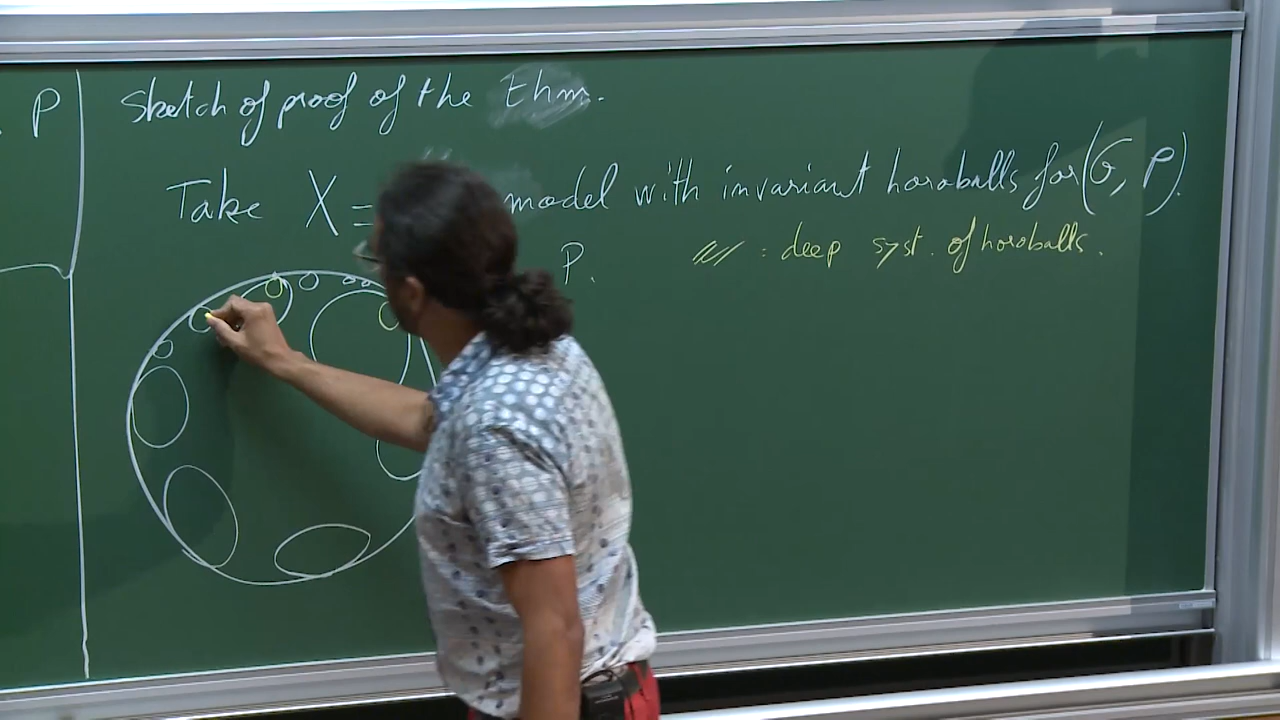 . P
Sketch of proof of the thm.
Take X = model with invariant horoballs for (G, P).
P.
/// : deep syst. of horoballs.